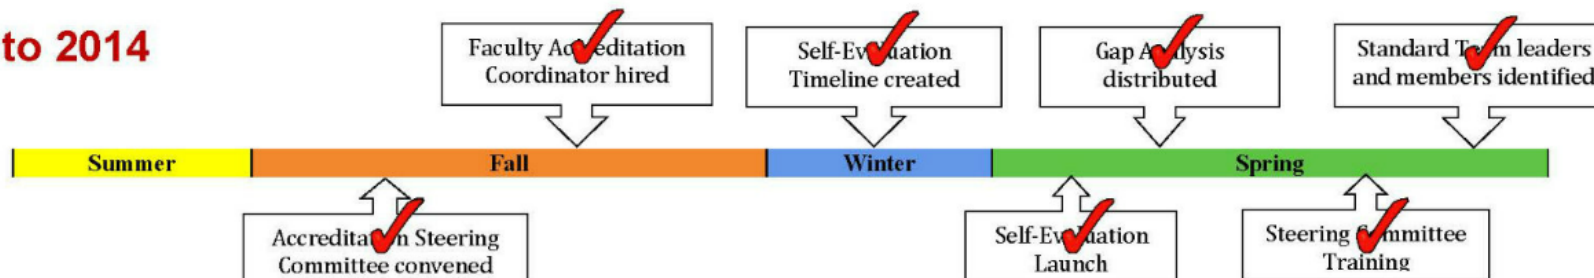 to 2014
Faculty Accreditation
Coordinator hired
Self-Evaluation
Timeline created
Gap Analysis
distributed
Standard Team leaders
and members identified
Summer
Fall
Winter
Spring
Accreditation Steering
Committee convened
Self-Evaluation
Launch
Steering Committee
Training